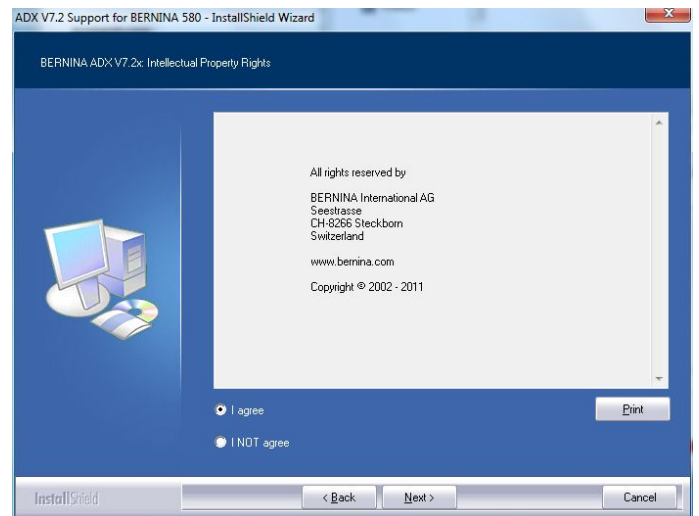 ADX V7.2 Support for BERNINA 580 - InstallShield Wizard
BERNINA ADX V7.2x: Intellectual Property Rights
All rights reserved by
BERNINA International AG
Seestrasse
CH-8266 Steckborn
Switzerland
www.bernina.com
Copyright © 2002 - 2011
I agree
Print
I NOT agree
InstallShield
< Back
Next >
Cancel